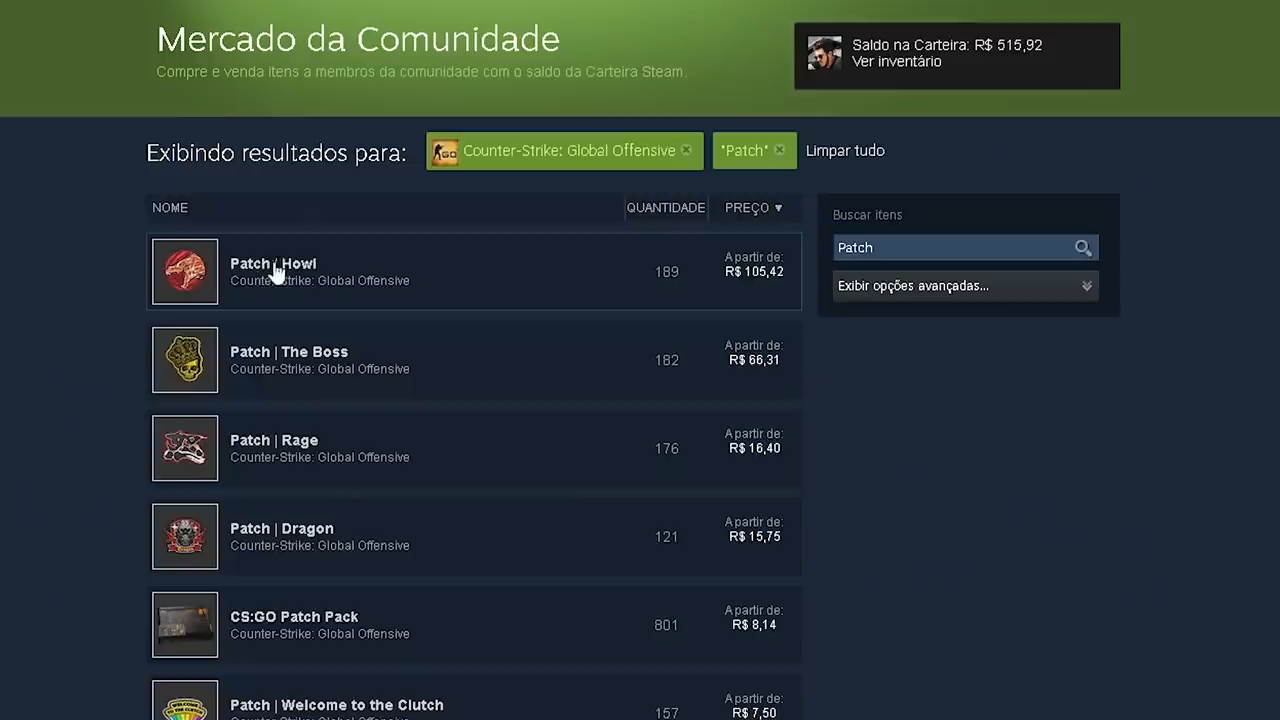 Mercado da Comunidade
Compre e venda itens a membros da comunidade com o saldo da Carteira Steam.
Saldo na Carteira: R$ 515,92
Ver inventário
Exibindo resultados para:
Counter-Strike: Global Offensive
"Patch"
Limpar tudo
NOME
QUANTIDADE
PREÇO ▼
Buscar itens
Patch
Exibir opções avançadas...
Patch | Howl
Counter-Strike: Global Offensive
189
A partir de:
R$ 105,42
Patch | The Boss
Counter-Strike: Global Offensive
182
A partir de:
R$ 66,31
Patch | Rage
Counter-Strike: Global Offensive
176
A partir de:
R$ 16,40
Patch | Dragon
Counter-Strike: Global Offensive
121
A partir de:
R$ 15,75
CS:GO Patch Pack
Counter-Strike: Global Offensive
801
A partir de:
R$ 8,14
Patch | Welcome to the Clutch
Counter-Strike: Global Offensive
157
A partir de:
R$ 7,50